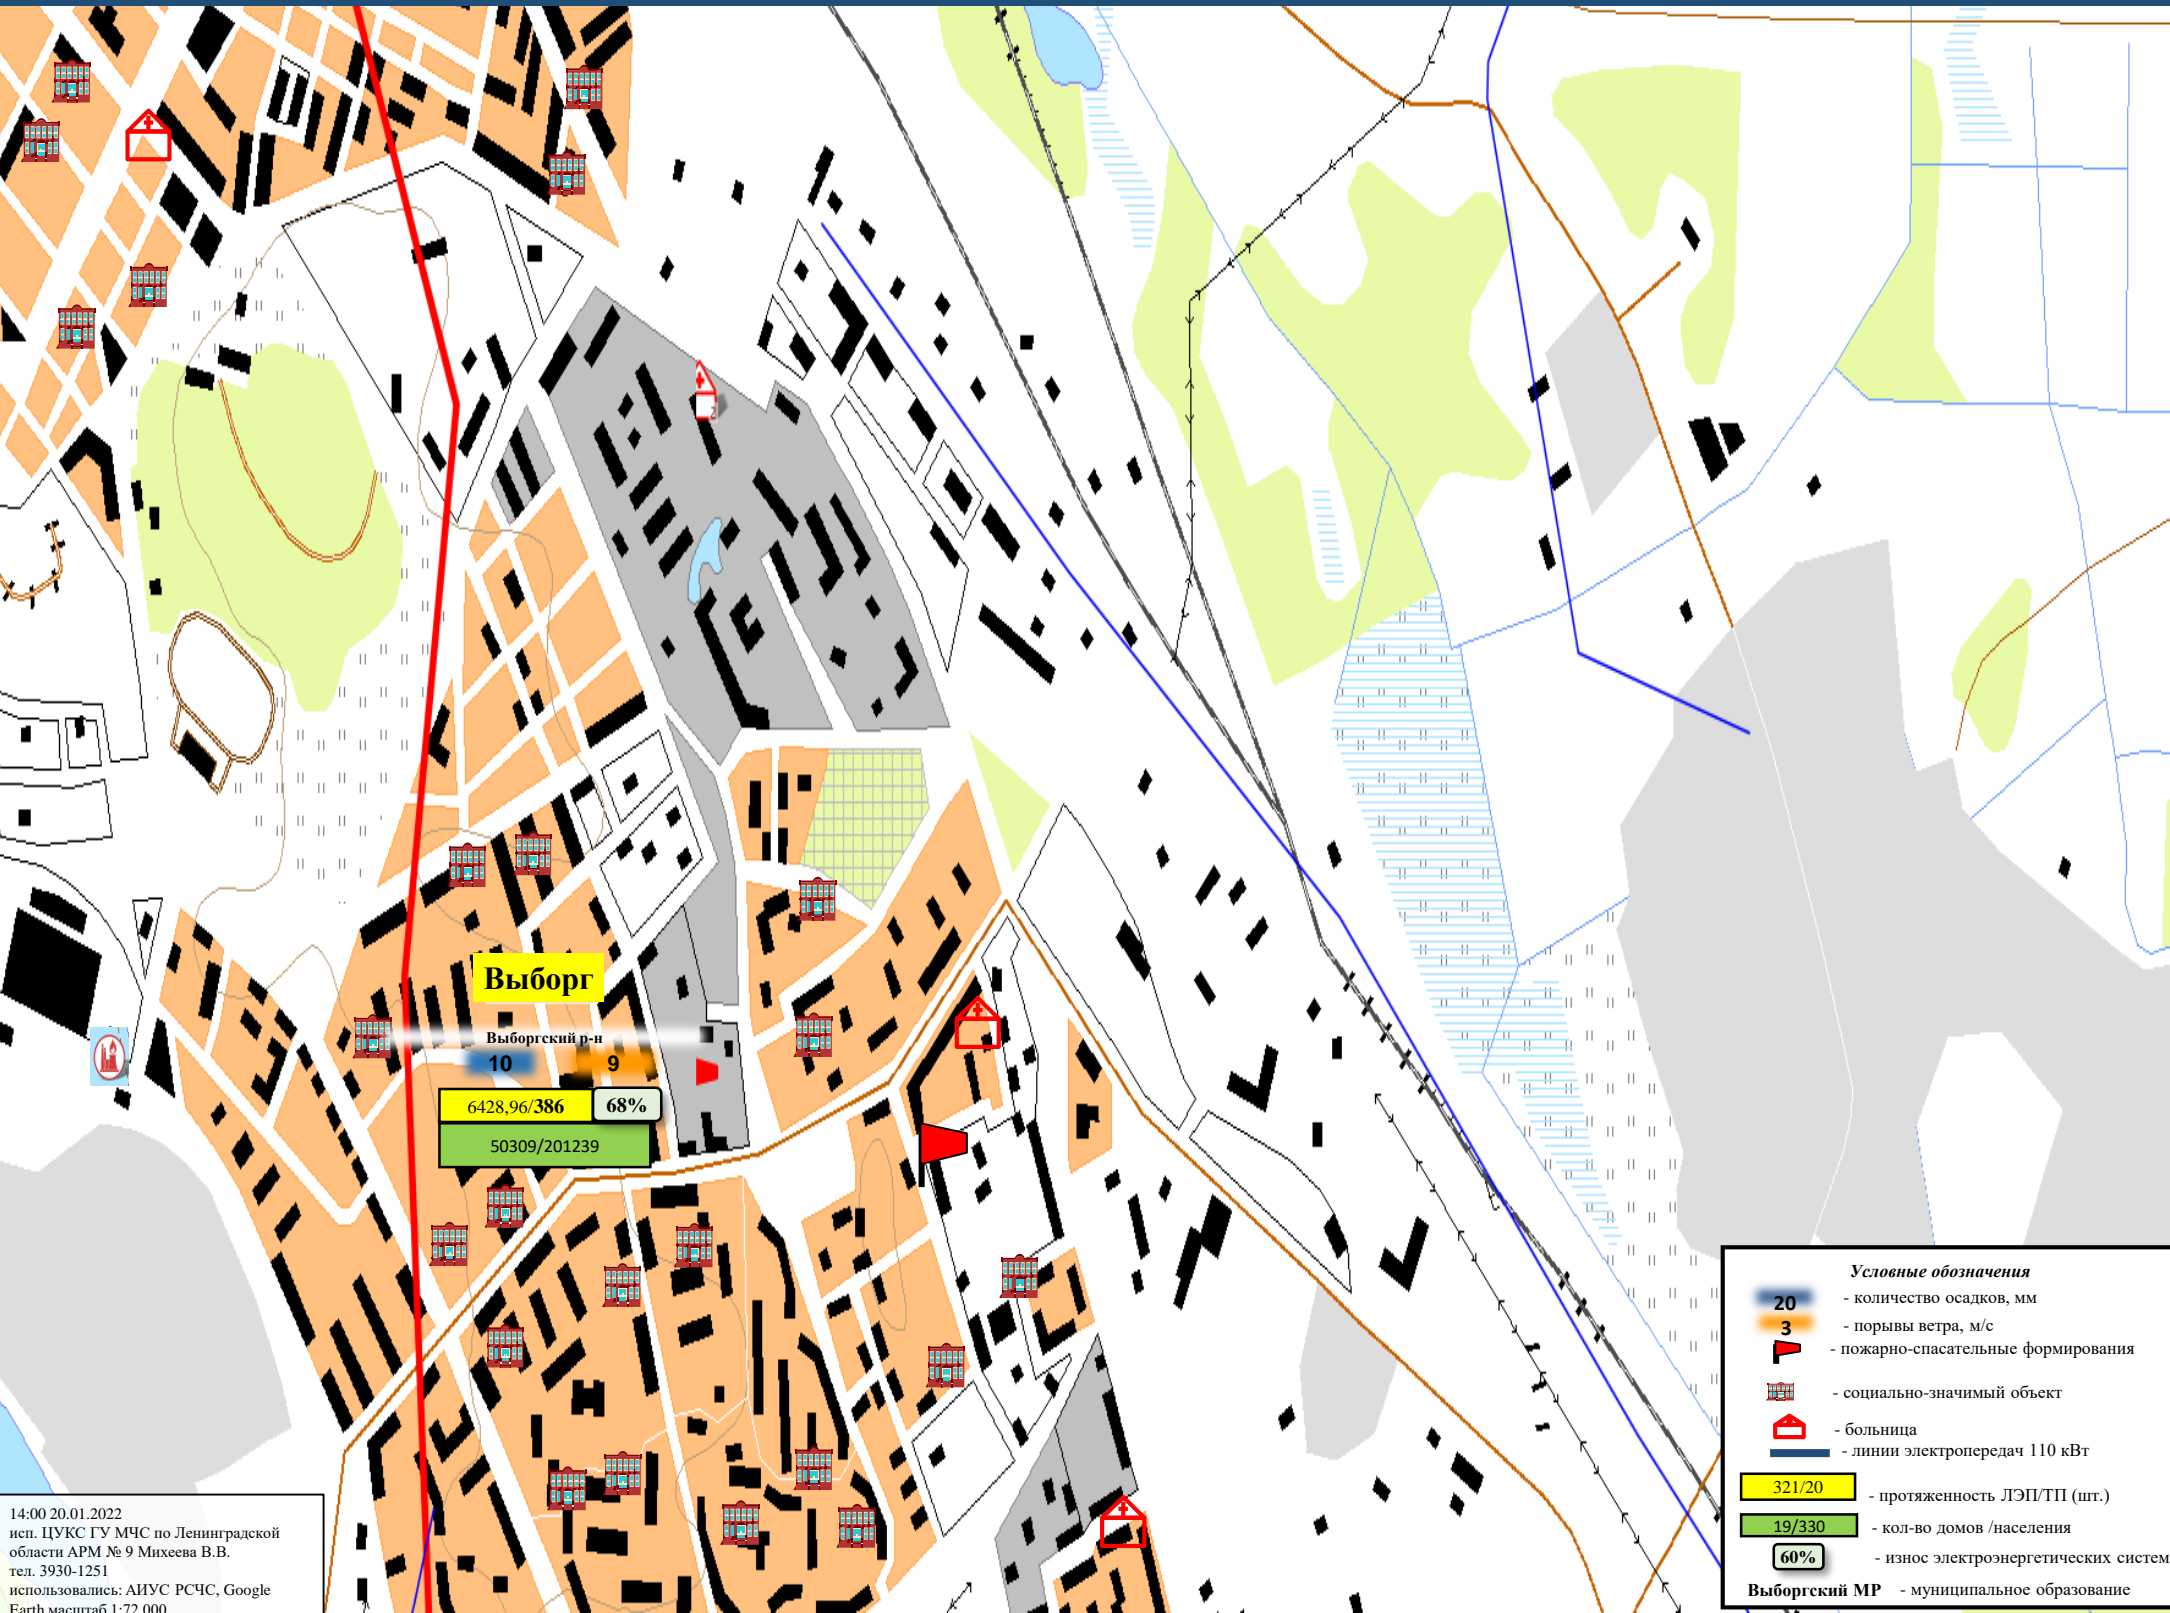 Выборг
Выборгский р-н
10
9
6428,96/386
68%
50309/201239
Условные обозначения
20 - количество осадков, мм
3 - порывы ветра, м/с
- пожарно-спасательные формирования
- социально-значимый объект
- больница
- линии электропередач 110 кВт
321/20 - протяженность ЛЭП/ТП (шт.)
19/330 - кол-во домов /населения
60% - износ электроэнергетических систем
Выборгский МР - муниципальное образование
14:00 20.01.2022
исп. ЦУКС ГУ МЧС по Ленинградской
области АРМ № 9 Михеева В.В.
тел. 3930-1251
использовались: АИУС РСЧС, Google
Earth масштаб 1:72 000